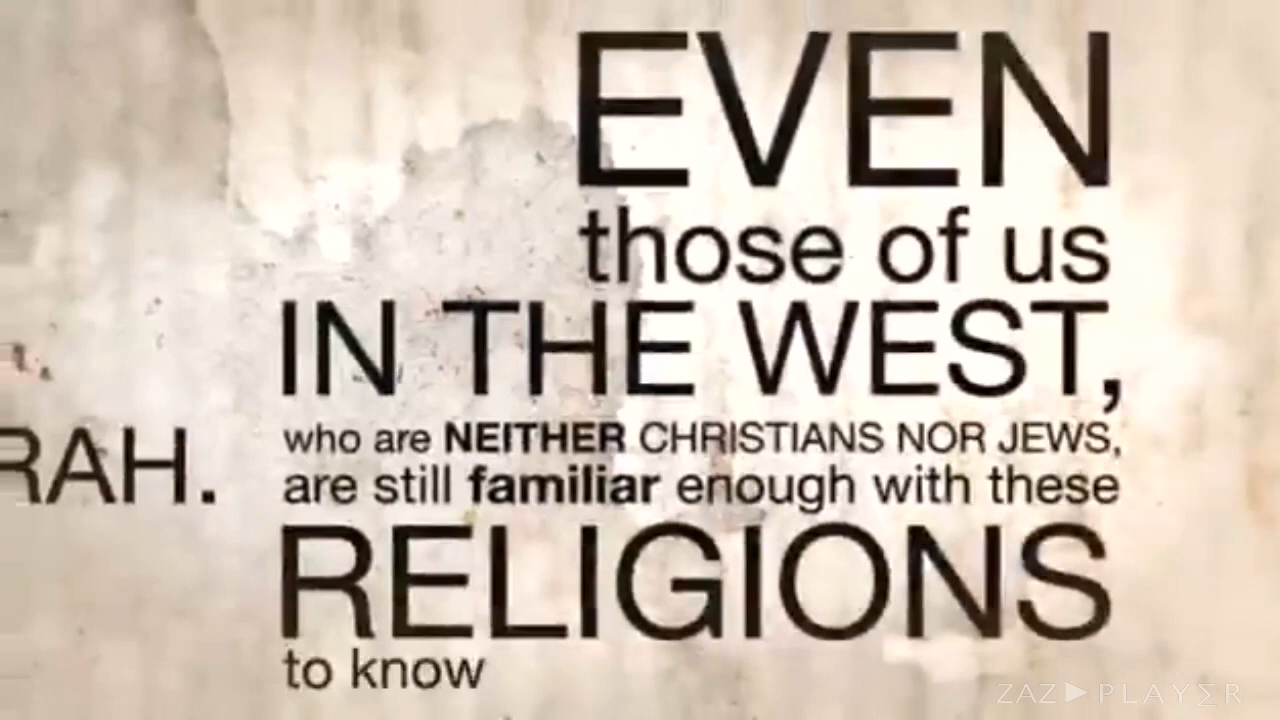 EVEN
those of us
IN THE WEST,
who are NEITHER CHRISTIANS NOR JEWS,
RAH.
are still familiar enough with these
RELIGIONS
to know
ZAZ▶PLAYΣR